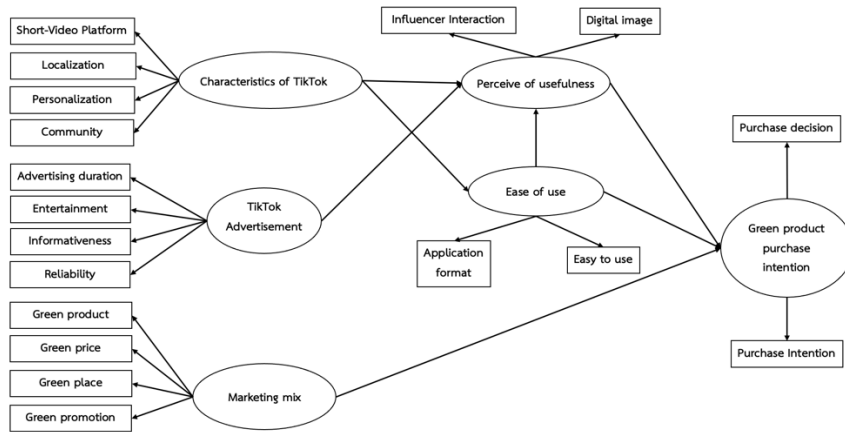 Short-Video Platform
Localization
Personalization
Community
Characteristics of TikTok
Influencer Interaction
Digital image
Perceive of usefulness
Advertising duration
Entertainment
Informativeness
Reliability
TikTok
Advertisement
Ease of use
Application
format
Easy to use
Purchase decision
Green product
purchase
intention
Purchase Intention
Green product
Green price
Green place
Green promotion
Marketing mix